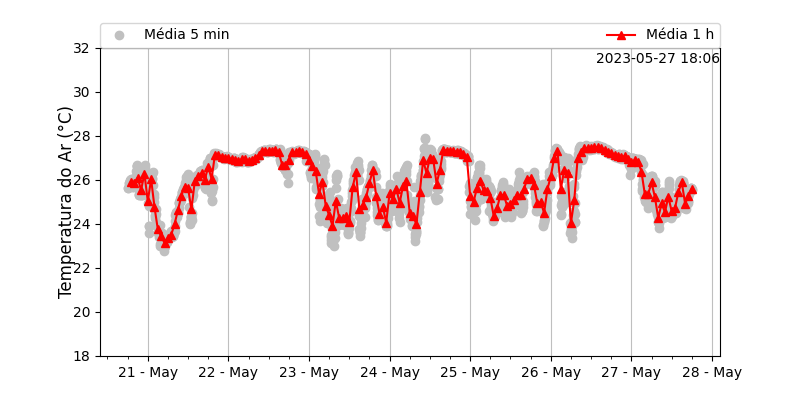 Média 5 min
Média 1 h
2023-05-27 18:06
Temperatura do Ar (°C)
32
30
28
26
24
22
20
18
21 - May
22 - May
23 - May
24 - May
25 - May
26 - May
27 - May
28 - May